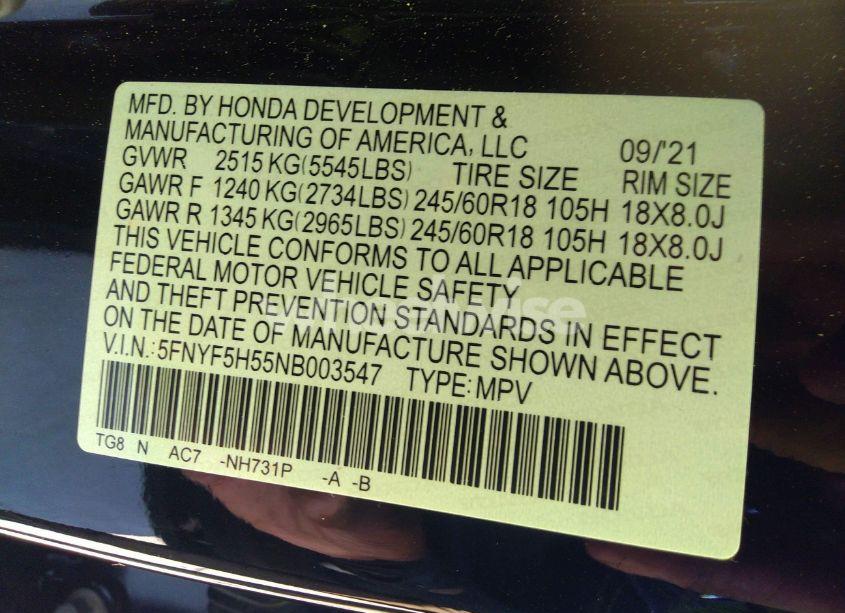 MFD. BY HONDA DEVELOPMENT &
MANUFACTURING OF AMERICA, LLC 09/'21
GVWR 2515 KG(5545LBS) TIRE SIZE RIM SIZE
GAWR F 1240 KG(2734LBS) 245/60R18 105H 18X8.0J
GAWR R 1345 KG(2965LBS) 245/60R18 105H 18X8.0J
THIS VEHICLE CONFORMS TO ALL APPLICABLE
FEDERAL MOTOR VEHICLE SAFETY
AND THEFT PREVENTION STANDARDS IN EFFECT
ON THE DATE OF MANUFACTURE SHOWN ABOVE.
V.I.N.: 5FNYF5H55NB003547 TYPE: MPV
TG8 N AC7 -NH731P -A -B